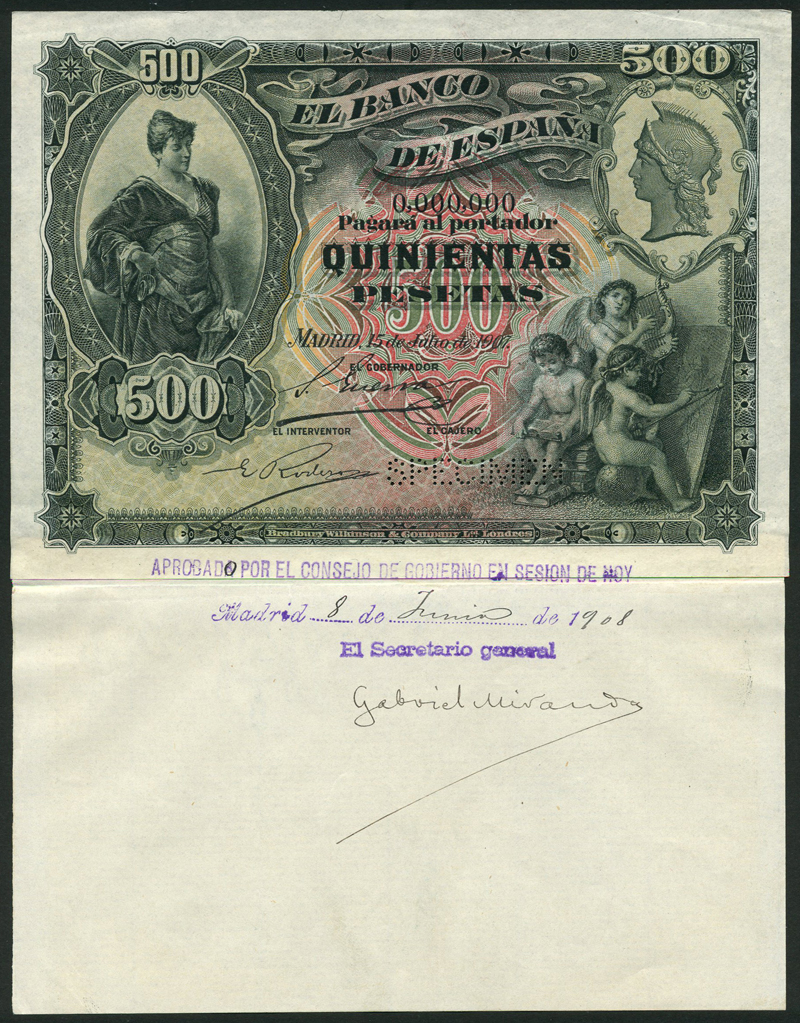 500
500
EL BANCO
DE ESPAÑA
0,000,000
Pagará al portador
QUINIENTAS
PESETAS
500
MADRID, 15 de Julio de 1907.
EL GOBERNADOR
500
EL INTERVENTOR
EL CAJERO
SPECIMEN
Bradbury Wilkinson & Company Ld. Londres
APROBADO POR EL CONSEJO DE GOBIERNO EN SESION DE HOY
Madrid 8 de Junio de 1908
El Secretario general
Gabriel Miranda